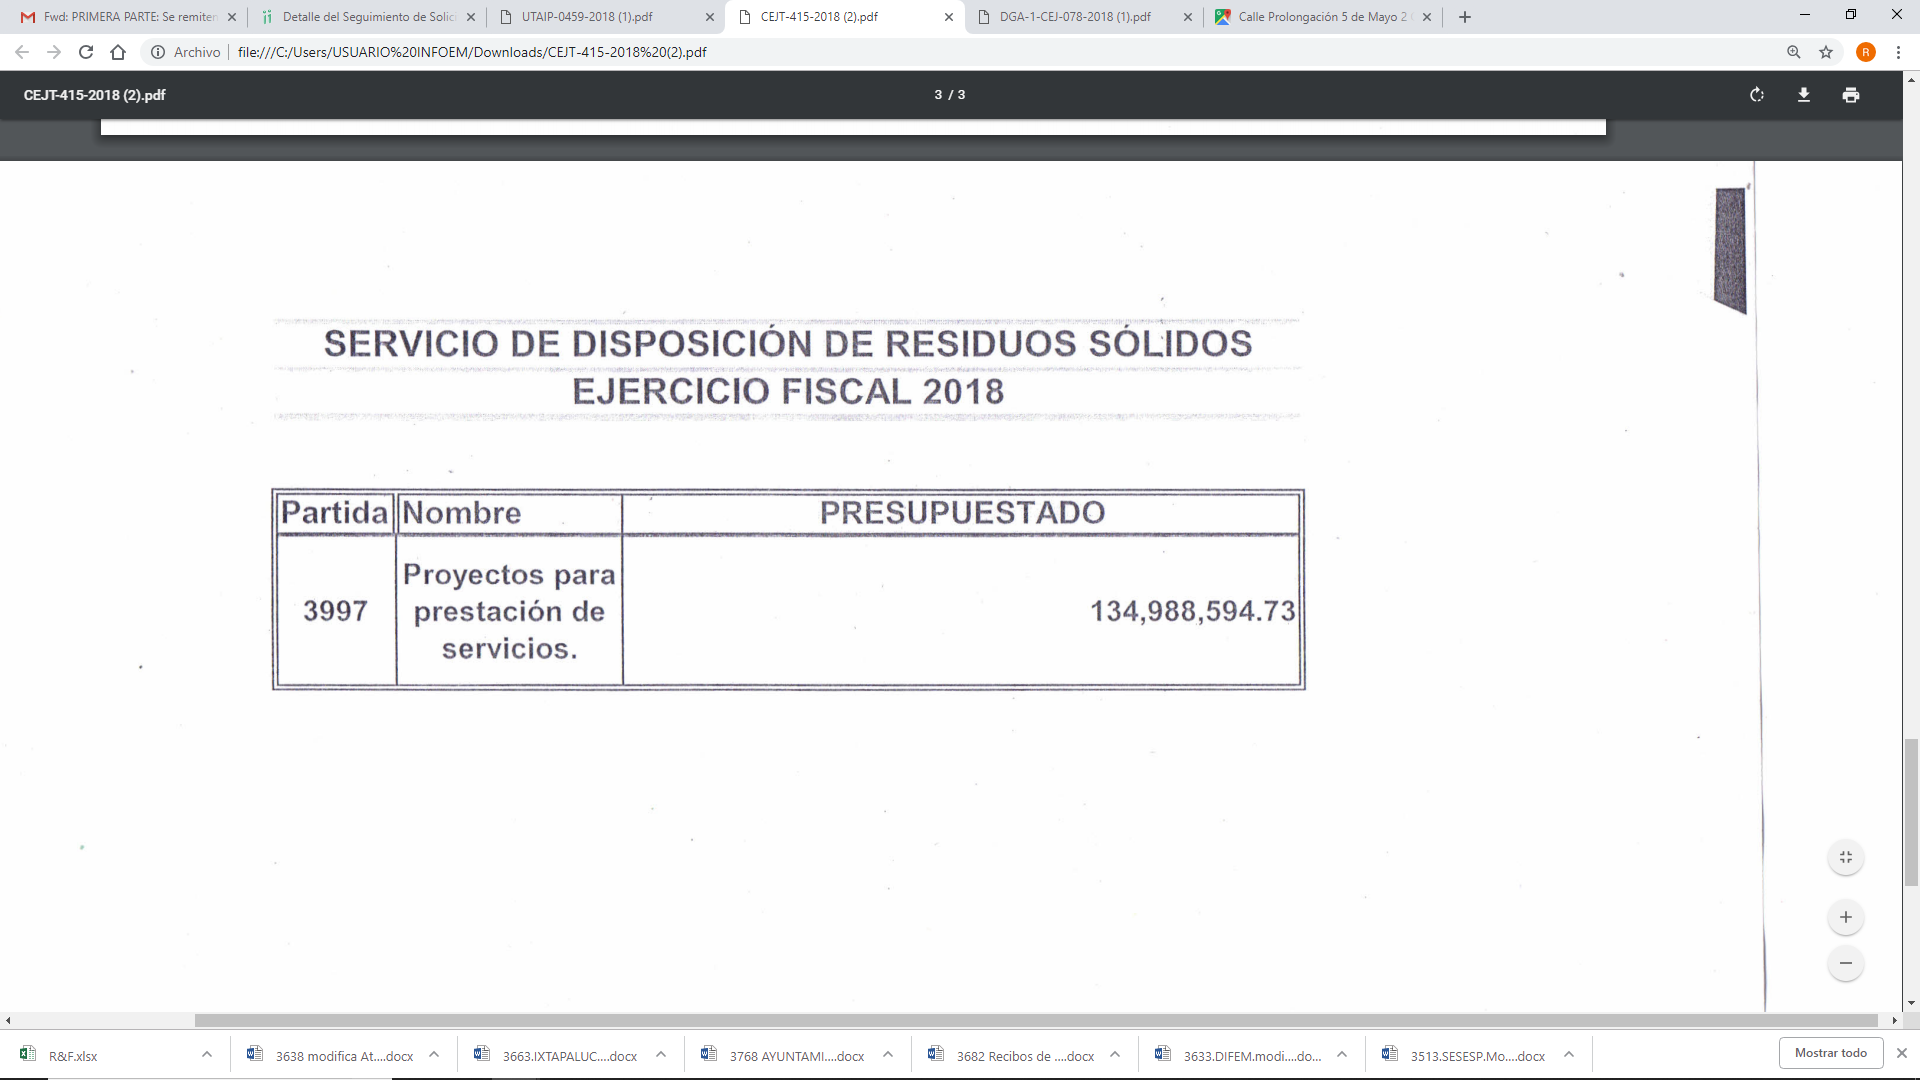 Fwd: PRIMERA PARTE: Se remiten
Detalle del Seguimiento de Solici
UTAIP-0459-2018 (1).pdf
CEJT-415-2018 (2).pdf
DGA-1-CEJ-078-2018 (1).pdf
Calle Prolongación 5 de Mayo 2
Archivo
file:///C:/Users/USUARIO%20INFOEM/Downloads/CEJT-415-2018%20(2).pdf
R
CEJT-415-2018 (2).pdf
3 / 3
SERVICIO DE DISPOSICIÓN DE RESIDUOS SÓLIDOS
EJERCICIO FISCAL 2018
Partida Nombre PRESUPUESTADO
Proyectos para
3997 prestación de 134,988,594.73
servicios.
R&F.xlsx
3638 modifica At....docx
3663.IXTAPALUC....docx
3768 AYUNTAMI....docx
3682 Recibos de ....docx
3633.DIFEM.modi....do...
3513.SESESP.Mo....docx
Mostrar todo